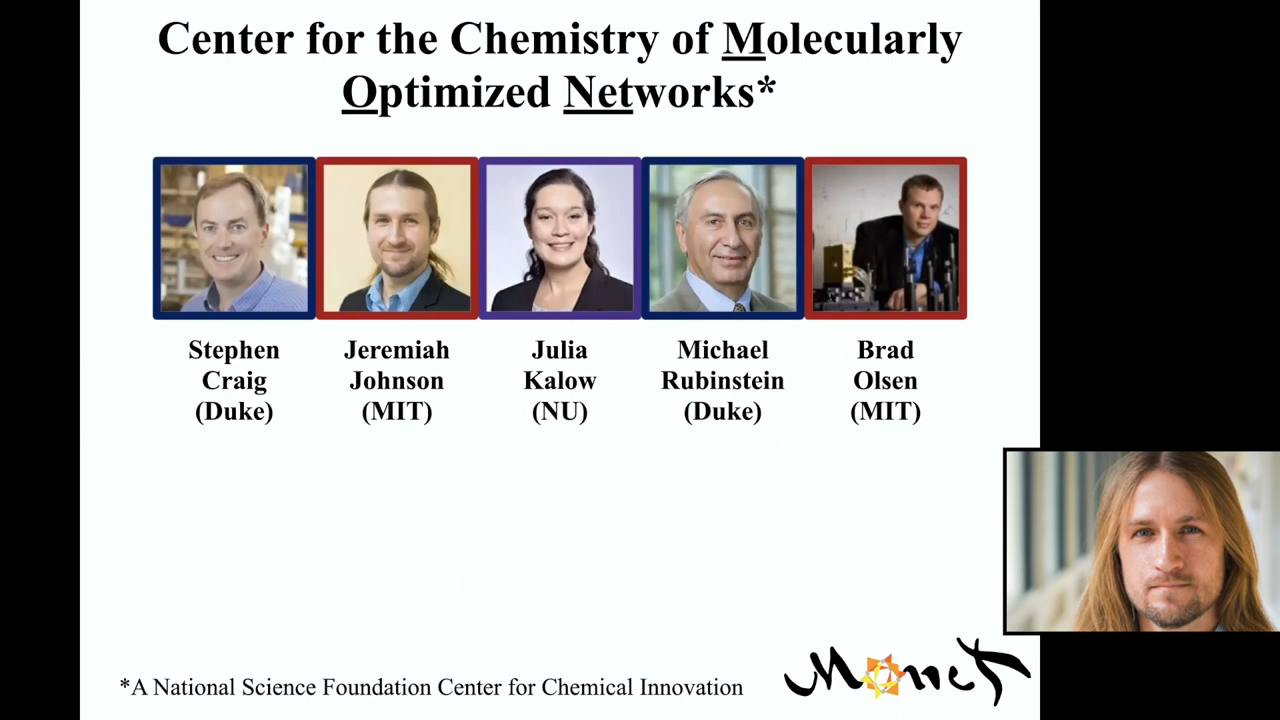 Center for the Chemistry of Molecularly
Optimized Networks*
Stephen
Craig
(Duke)
Jeremiah
Johnson
(MIT)
Julia
Kalow
(NU)
Michael
Rubinstein
(Duke)
Brad
Olsen
(MIT)
*A National Science Foundation Center for Chemical Innovation
Monet